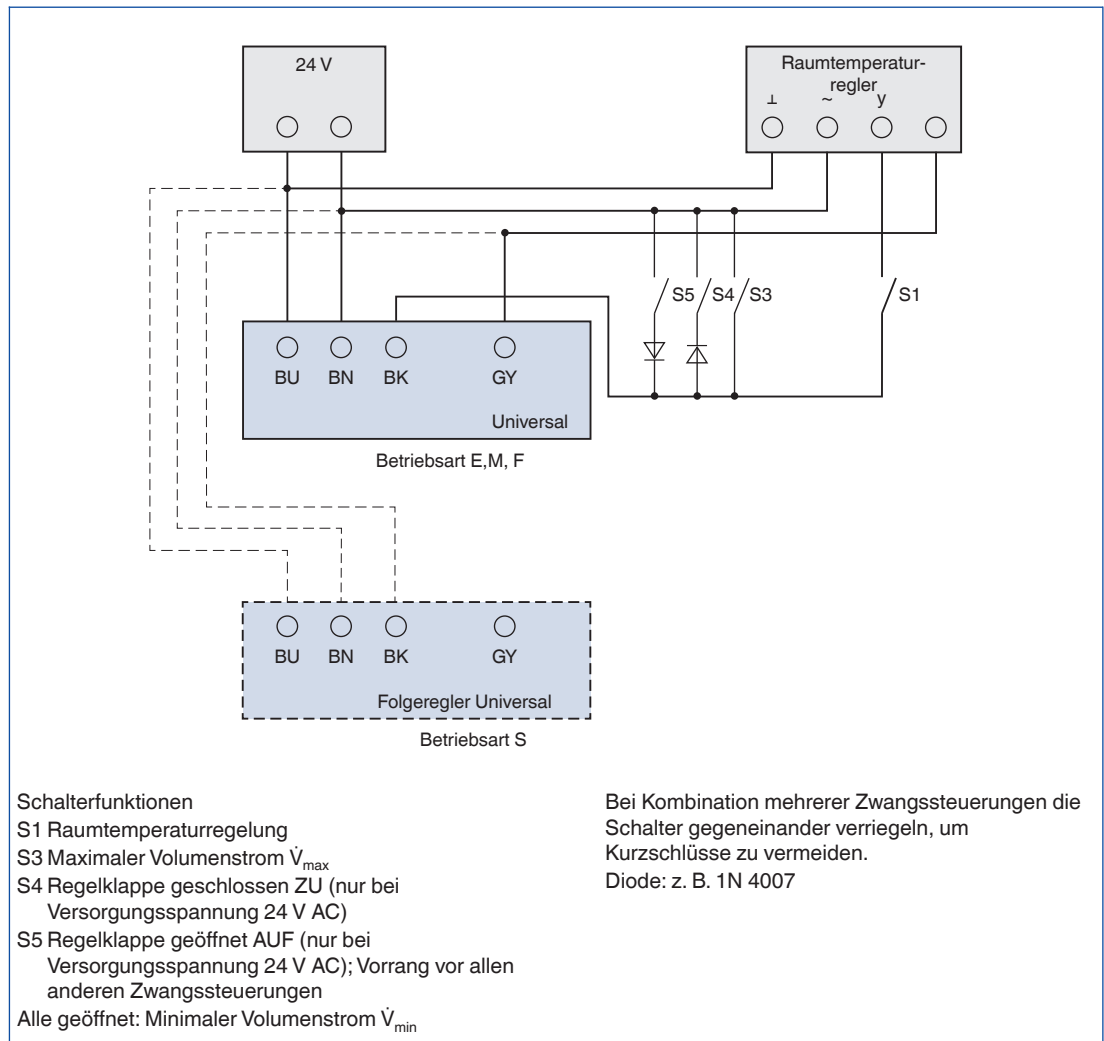 24 V
Raumtemperatur-
regler
⊥ ~ y
S5 S4 S3 S1
BU BN BK GY
Universal
Betriebsart E,M, F
BU BN BK GY
Folgeregler Universal
Betriebsart S
Schalterfunktionen
S1 Raumtemperaturregelung
S3 Maximaler Volumenstrom V̇max
S4 Regelklappe geschlossen ZU (nur bei
Versorgungsspannung 24 V AC)
S5 Regelklappe geöffnet AUF (nur bei
Versorgungsspannung 24 V AC); Vorrang vor allen
anderen Zwangssteuerungen
Alle geöffnet: Minimaler Volumenstrom V̇min
Bei Kombination mehrerer Zwangssteuerungen die
Schalter gegeneinander verriegeln, um
Kurzschlüsse zu vermeiden.
Diode: z. B. 1N 4007